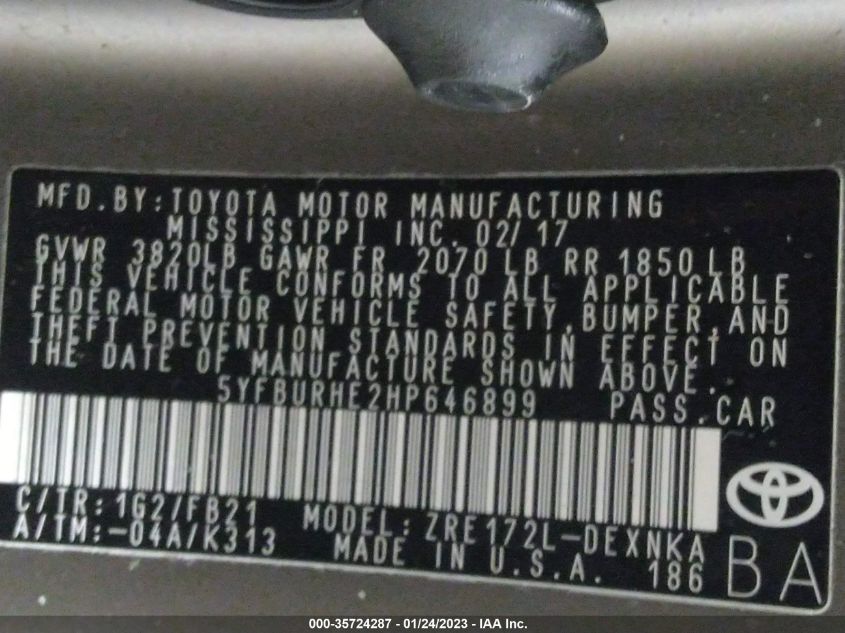 MFD.BY:TOYOTA MOTOR MANUFACTURING
MISSISSIPPI INC. 02/17
GVWR 3820LB GAWR FR 2070 LB RR 1850 LB
THIS VEHICLE CONFORMS TO ALL APPLICABLE
FEDERAL MOTOR VEHICLE SAFETY,BUMPER,AND
THEFT PREVENTION STANDARDS IN EFFECT ON
THE DATE OF MANUFACTURE SHOWN ABOVE.
5YFBURHE2HP646899 PASS.CAR
C/TR:1G2/FB21 MODEL:ZRE172L-DEXNKA
A/TM:-04A/K313 MADE IN U.S.A. 186
BA
000-35724287 - 01/24/2023 - IAA Inc.